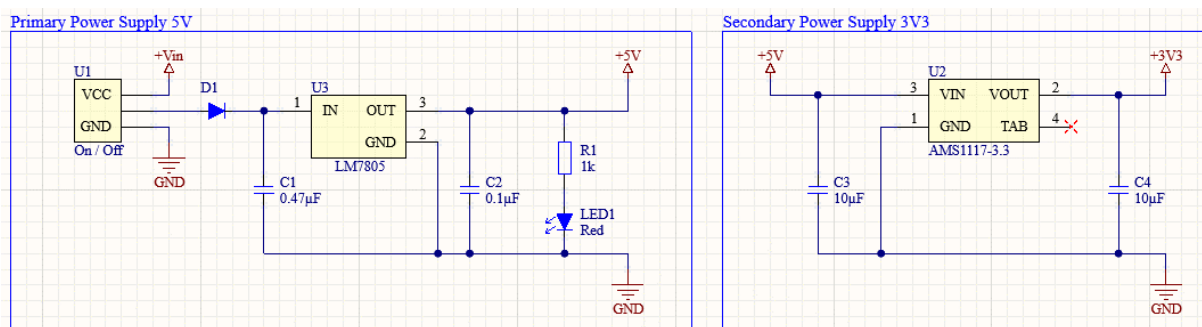 Primary Power Supply 5V
+Vin
+5V
U1
D1
U3
VCC
1
IN
OUT
3
GND
GND
2
On / Off
LM7805
GND
R1
1k
C1
0.47µF
C2
0.1µF
LED1
Red
GND
Secondary Power Supply 3V3
+5V
+3V3
U2
3
VIN
VOUT
2
1
GND
TAB
4
AMS1117-3.3
C3
10µF
C4
10µF
GND